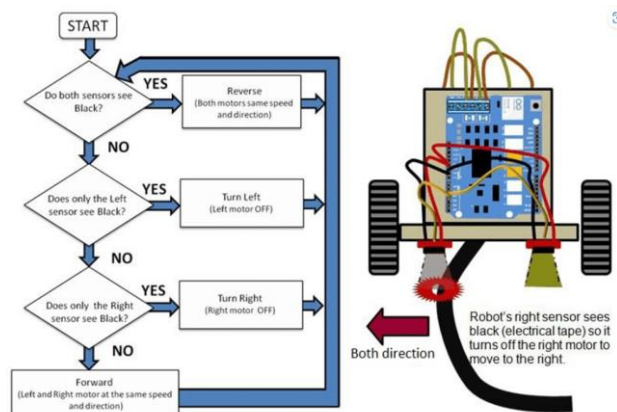 START
Do both sensors see
Black?
YES
Reverse
(Both motors same speed
and direction)
NO
Does only the Left
sensor see Black?
YES
Turn Left
(Left motor OFF)
NO
Does only the Right
sensor see Black?
YES
Turn Right
(Right motor OFF)
NO
Forward
(Left and Right motor at the same speed
and direction)
Both direction
Robot's right sensor sees
black (electrical tape) so it
turns off the right motor to
move to the right.